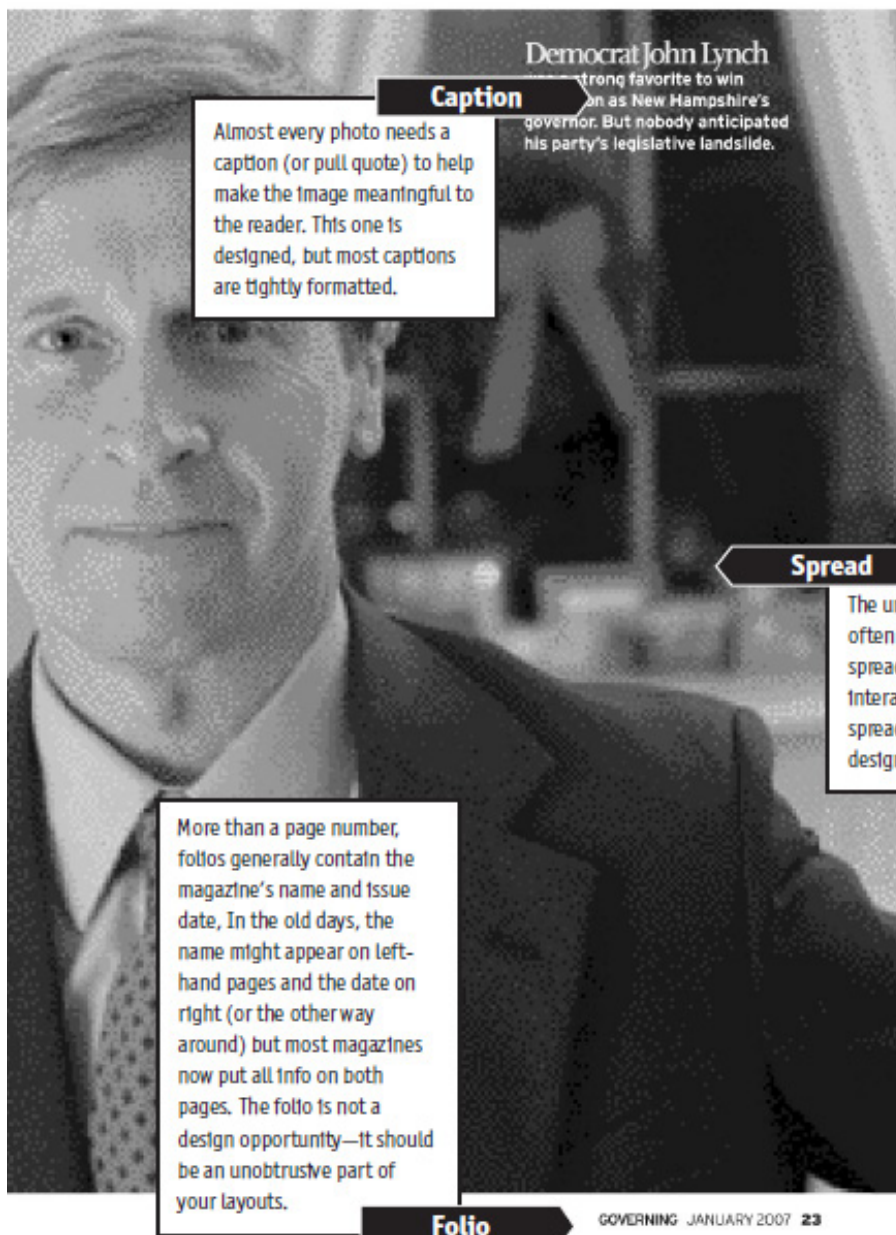 Democrat John Lynch
was a strong favorite to win
on as New Hampshire's
governor. But nobody anticipated
his party's legislative landslide.
Caption
Almost every photo needs a
caption (or pull quote) to help
make the image meaningful to
the reader. This one is
designed, but most captions
are tightly formatted.
Spread
The
often
design
More than a page number,
folios generally contain the
magazine's name and issue
date, In the old days, the
name might appear on left-
hand pages and the date on
right (or the other way
around) but most magazines
now put all info on both
pages. The folio is not a
design opportunity—it should
be an unobtrusive part of
your layouts.
Folio
GOVERNING JANUARY 2007 23